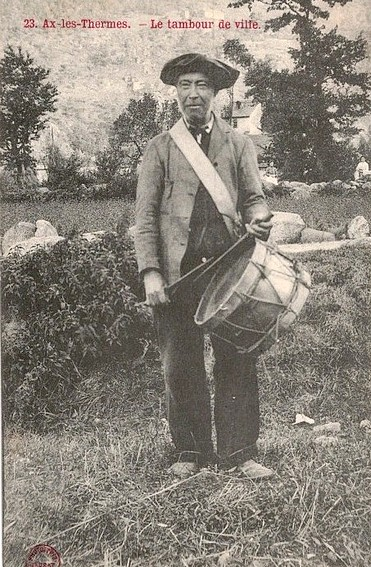 23. Ax-les-Thermes. — Le tambour de ville.